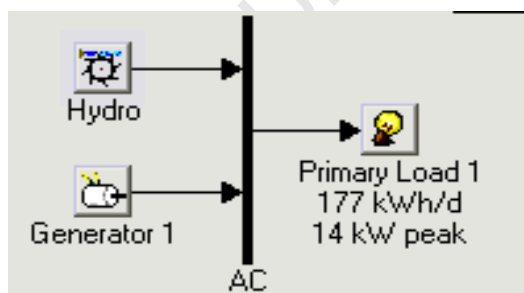 Hydro
Generator 1
AC
Primary Load 1
177 kWh/d
14 kW peak